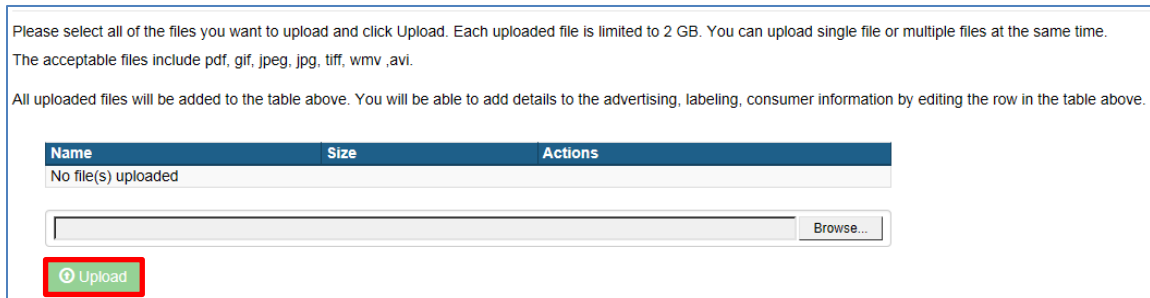 Please select all of the files you want to upload and click Upload. Each uploaded file is limited to 2 GB. You can upload single file or multiple files at the same time.
The acceptable files include pdf, gif, jpeg, jpg, tiff, wmv ,avi.
All uploaded files will be added to the table above. You will be able to add details to the advertising, labeling, consumer information by editing the row in the table above.
Name Size Actions
No file(s) uploaded
Browse...
Upload